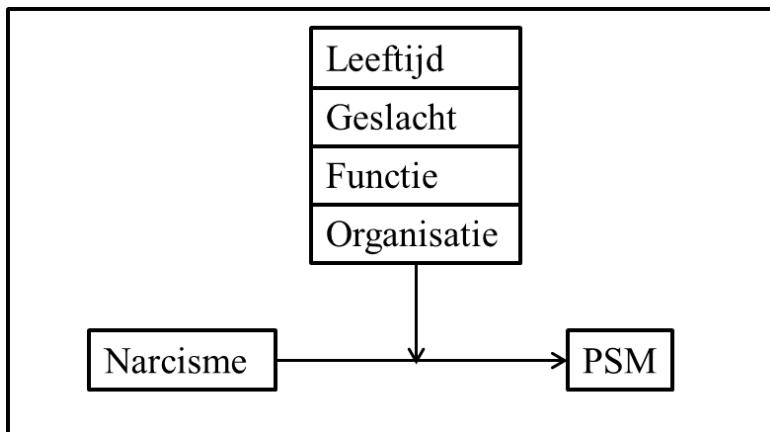 Leeftijd
Geslacht
Functie
Organisatie
Narcisme
PSM